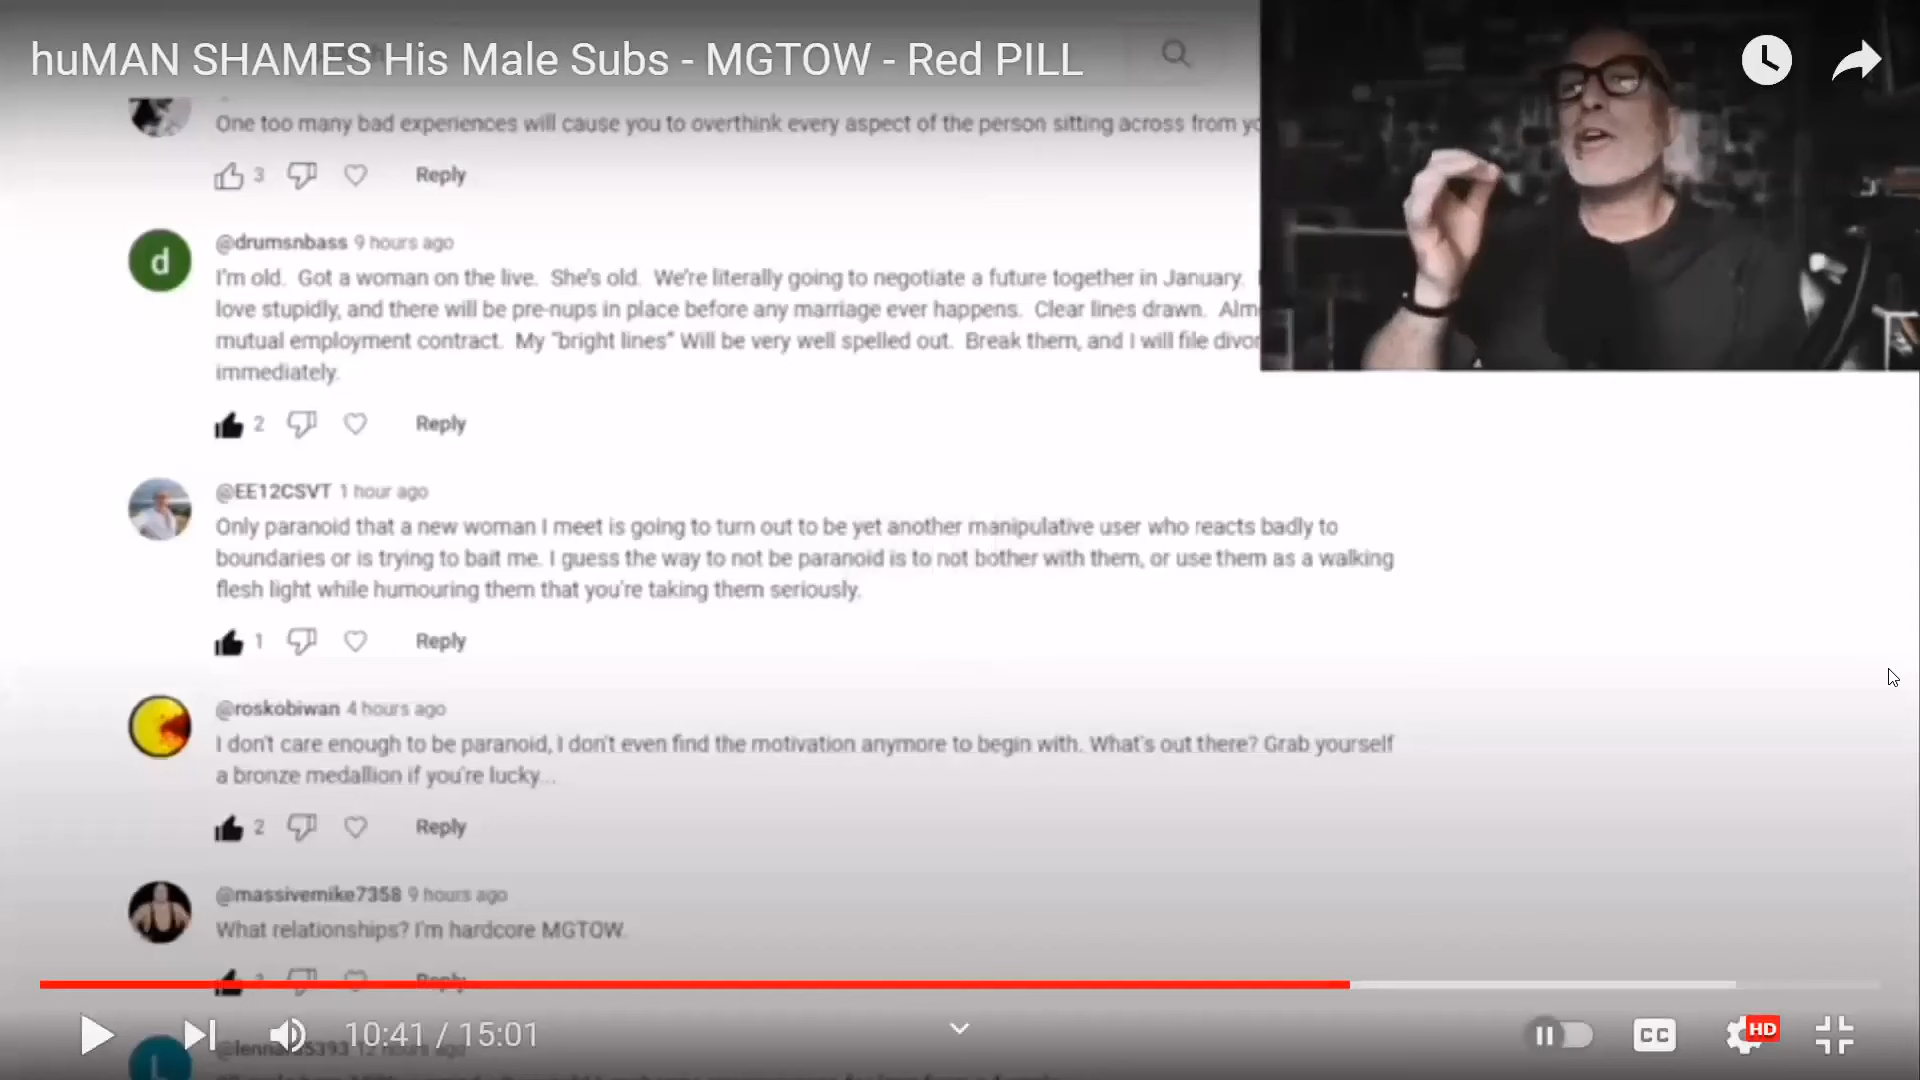 huMAN SHAMES His Male Subs - MGTOW - Red PILL
One too many bad experiences will cause you to overthink every aspect of the person sitting across from
3
Reply
d
@drumsnbass 9 hours ago
I'm old. Got a woman on the live. She's old. We're literally going to negotiate a future together in January.
love stupidly, and there will be pre-nups in place before any marriage ever happens. Clear lines drawn.
mutual employment contract. My "bright lines" Will be very well spelled out. Break them, and I will file
immediately.
2
Reply
@EE12CSVT 1 hour ago
Only paranoid that a new woman I meet is going to turn out to be yet another manipulative user who reacts badly to
boundaries or is trying to bait me. I guess the way to not be paranoid is to not bother with them, or use them as a walking
flesh light while humouring them that you're taking them seriously.
1
Reply
@roskobiwan 4 hours ago
I don't care enough to be paranoid, I don't even find the motivation anymore to begin with. What's out there? Grab yourself
a bronze medallion if you're lucky...
2
Reply
@massivemike7358 9 hours ago
What relationships? I'm hardcore MGTOW.
Reply
10:41 / 15:01
CC
HD
L